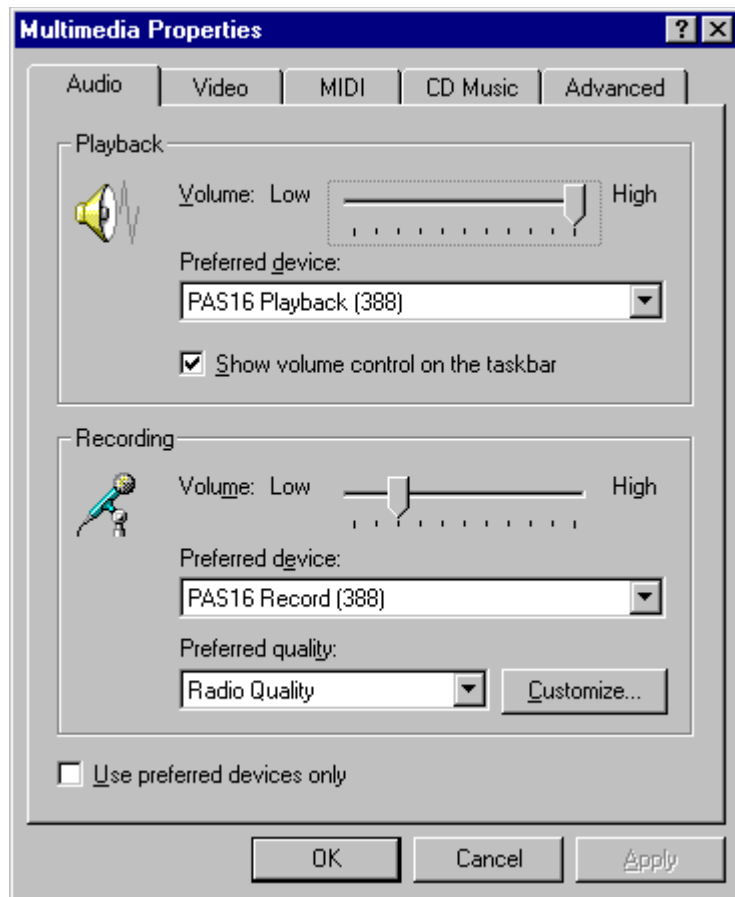 Multimedia Properties
Audio Video MIDI CD Music Advanced
Playback
Volume: Low High
Preferred device:
PAS16 Playback (388)
Show volume control on the taskbar
Recording
Volume: Low High
Preferred device:
PAS16 Record (388)
Preferred quality:
Radio Quality Customize...
Use preferred devices only
OK Cancel Apply